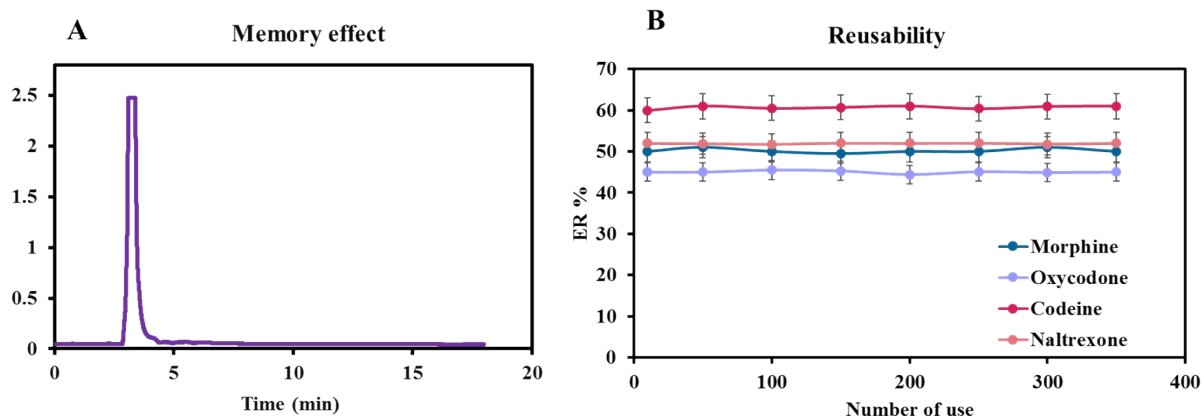 A
Memory effect
2.5
2
1.5
1
0.5
0
0
5
10
15
20
Time (min)
B
Reusability
70
60
50
40
30
20
10
0
ER %
Morphine
Oxycodone
Codeine
Naltrexone
0
100
200
300
400
Number of use